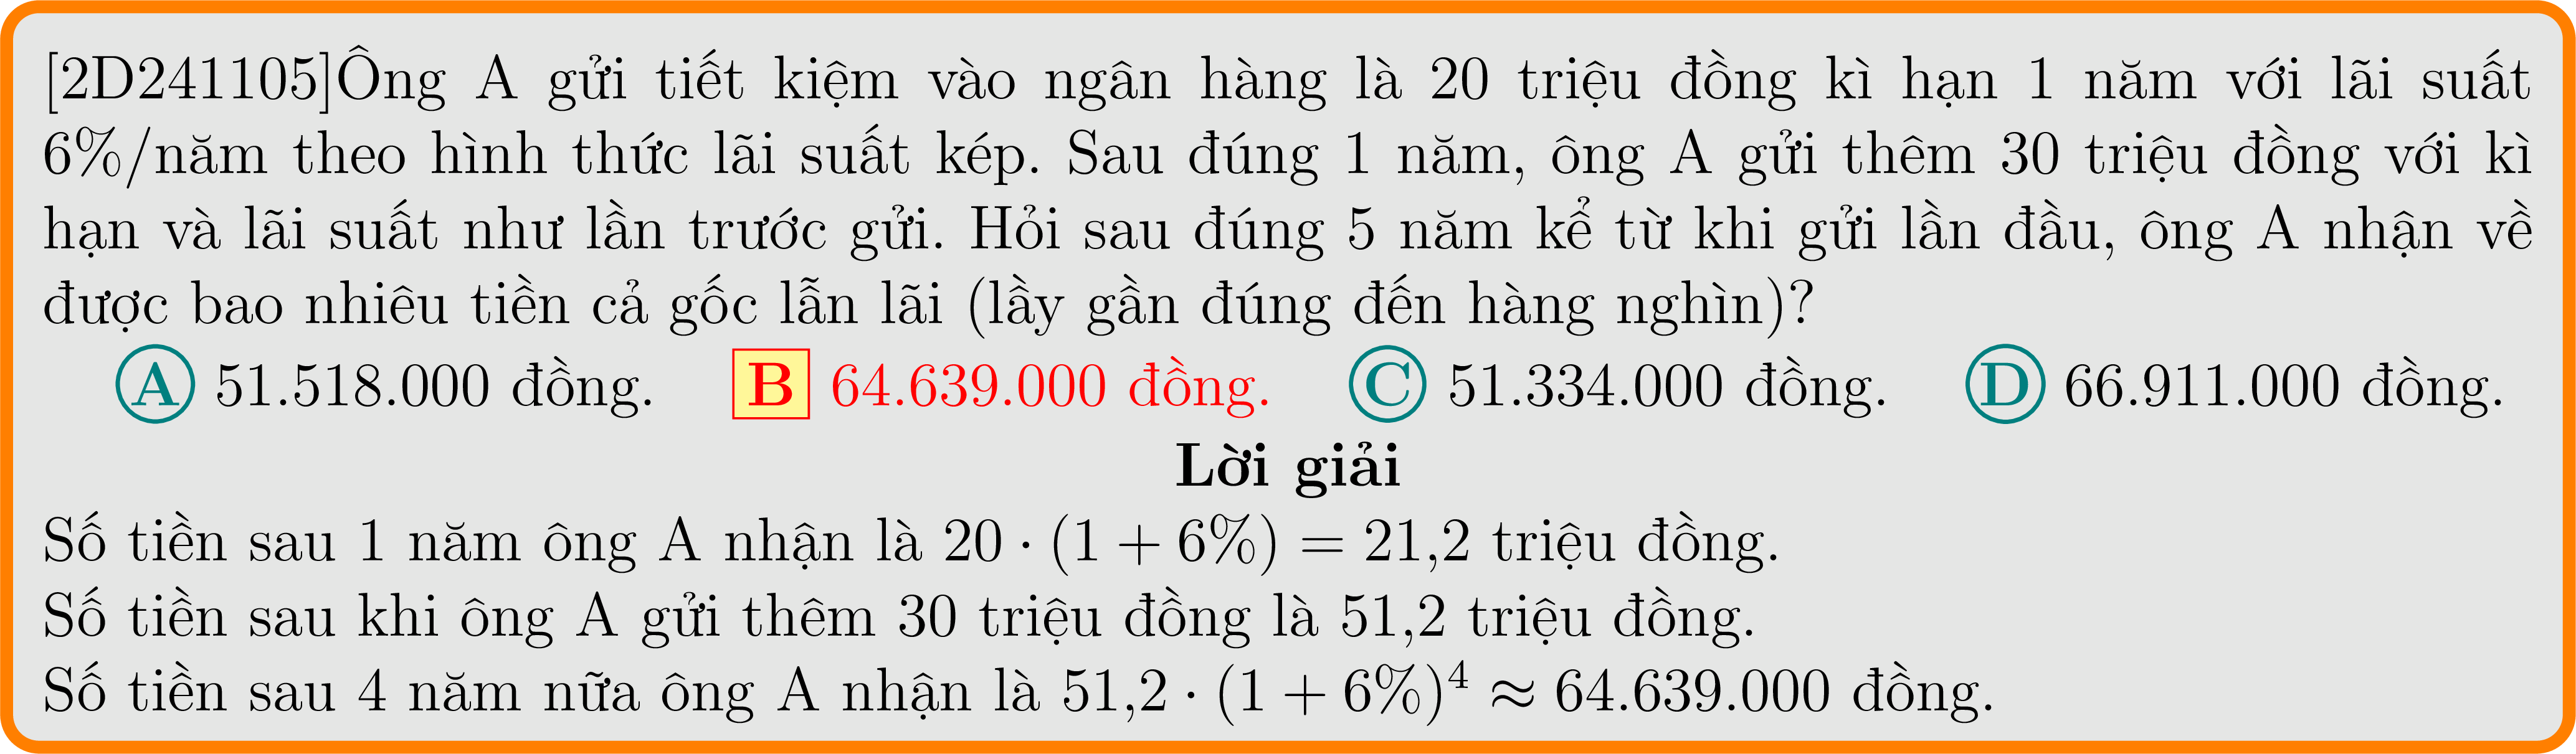 [2D241105]Ông A gửi tiết kiệm vào ngân hàng là 20 triệu đồng kì hạn 1 năm với lãi suất
6%/năm theo hình thức lãi suất kép. Sau đúng 1 năm, ông A gửi thêm 30 triệu đồng với kì
hạn và lãi suất như lần trước gửi. Hỏi sau đúng 5 năm kể từ khi gửi lần đầu, ông A nhận về
được bao nhiêu tiền cả gốc lẫn lãi (lầy gần đúng đến hàng nghìn)?
A 51.518.000 đồng. B 64.639.000 đồng. C 51.334.000 đồng. D 66.911.000 đồng.
Lời giải
Số tiền sau 1 năm ông A nhận là 20 · (1 + 6%) = 21,2 triệu đồng.
Số tiền sau khi ông A gửi thêm 30 triệu đồng là 51,2 triệu đồng.
Số tiền sau 4 năm nữa ông A nhận là 51,2 · (1 + 6%)⁴ ≈ 64.639.000 đồng.